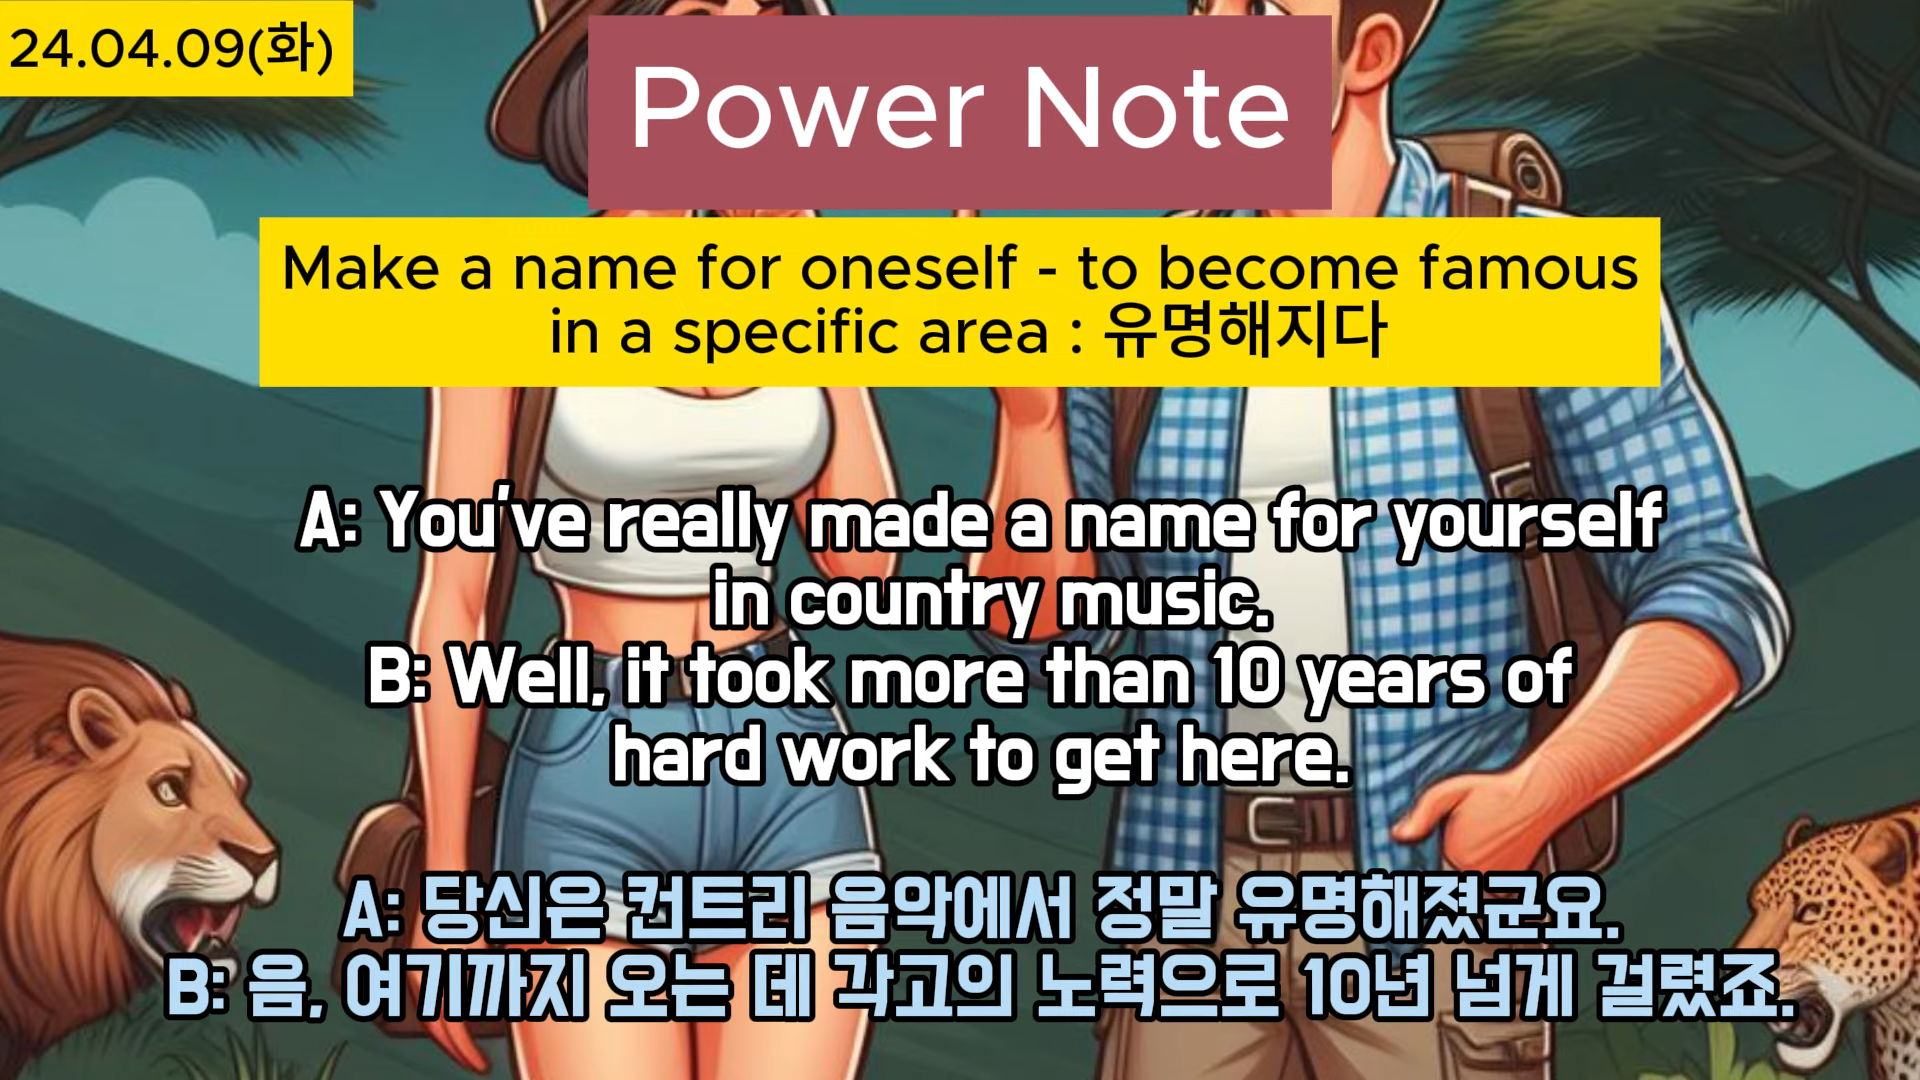 24.04.09(화)
Power Note
Make a name for oneself - to become famous
in a specific area : 유명해지다
A: You've really made a name for yourself
in country music.
B: Well, it took more than 10 years of
hard work to get here.
A: 당신은 컨트리 음악에서 정말 유명해졌군요.
B: 음, 여기까지 오는 데 각고의 노력으로 10년 넘게 걸렸죠.